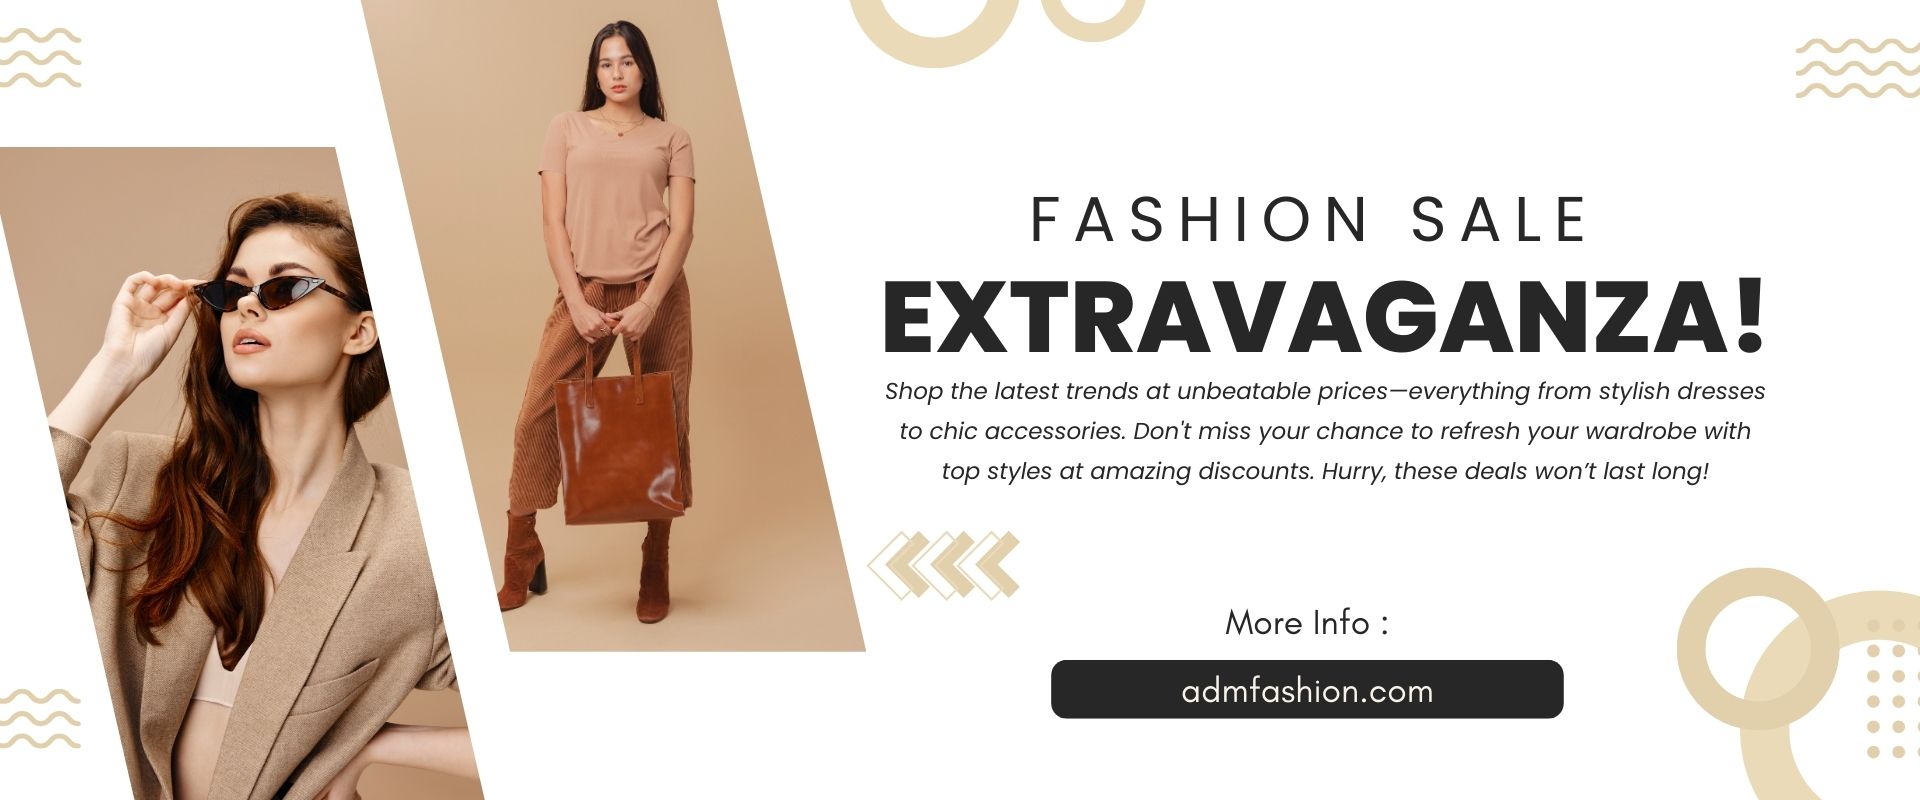 FASHION SALE
EXTRAVAGANZA!
Shop the latest trends at unbeatable prices—everything from stylish dresses
to chic accessories. Don't miss your chance to refresh your wardrobe with
top styles at amazing discounts. Hurry, these deals won’t last long!
More Info :
admfashion.com